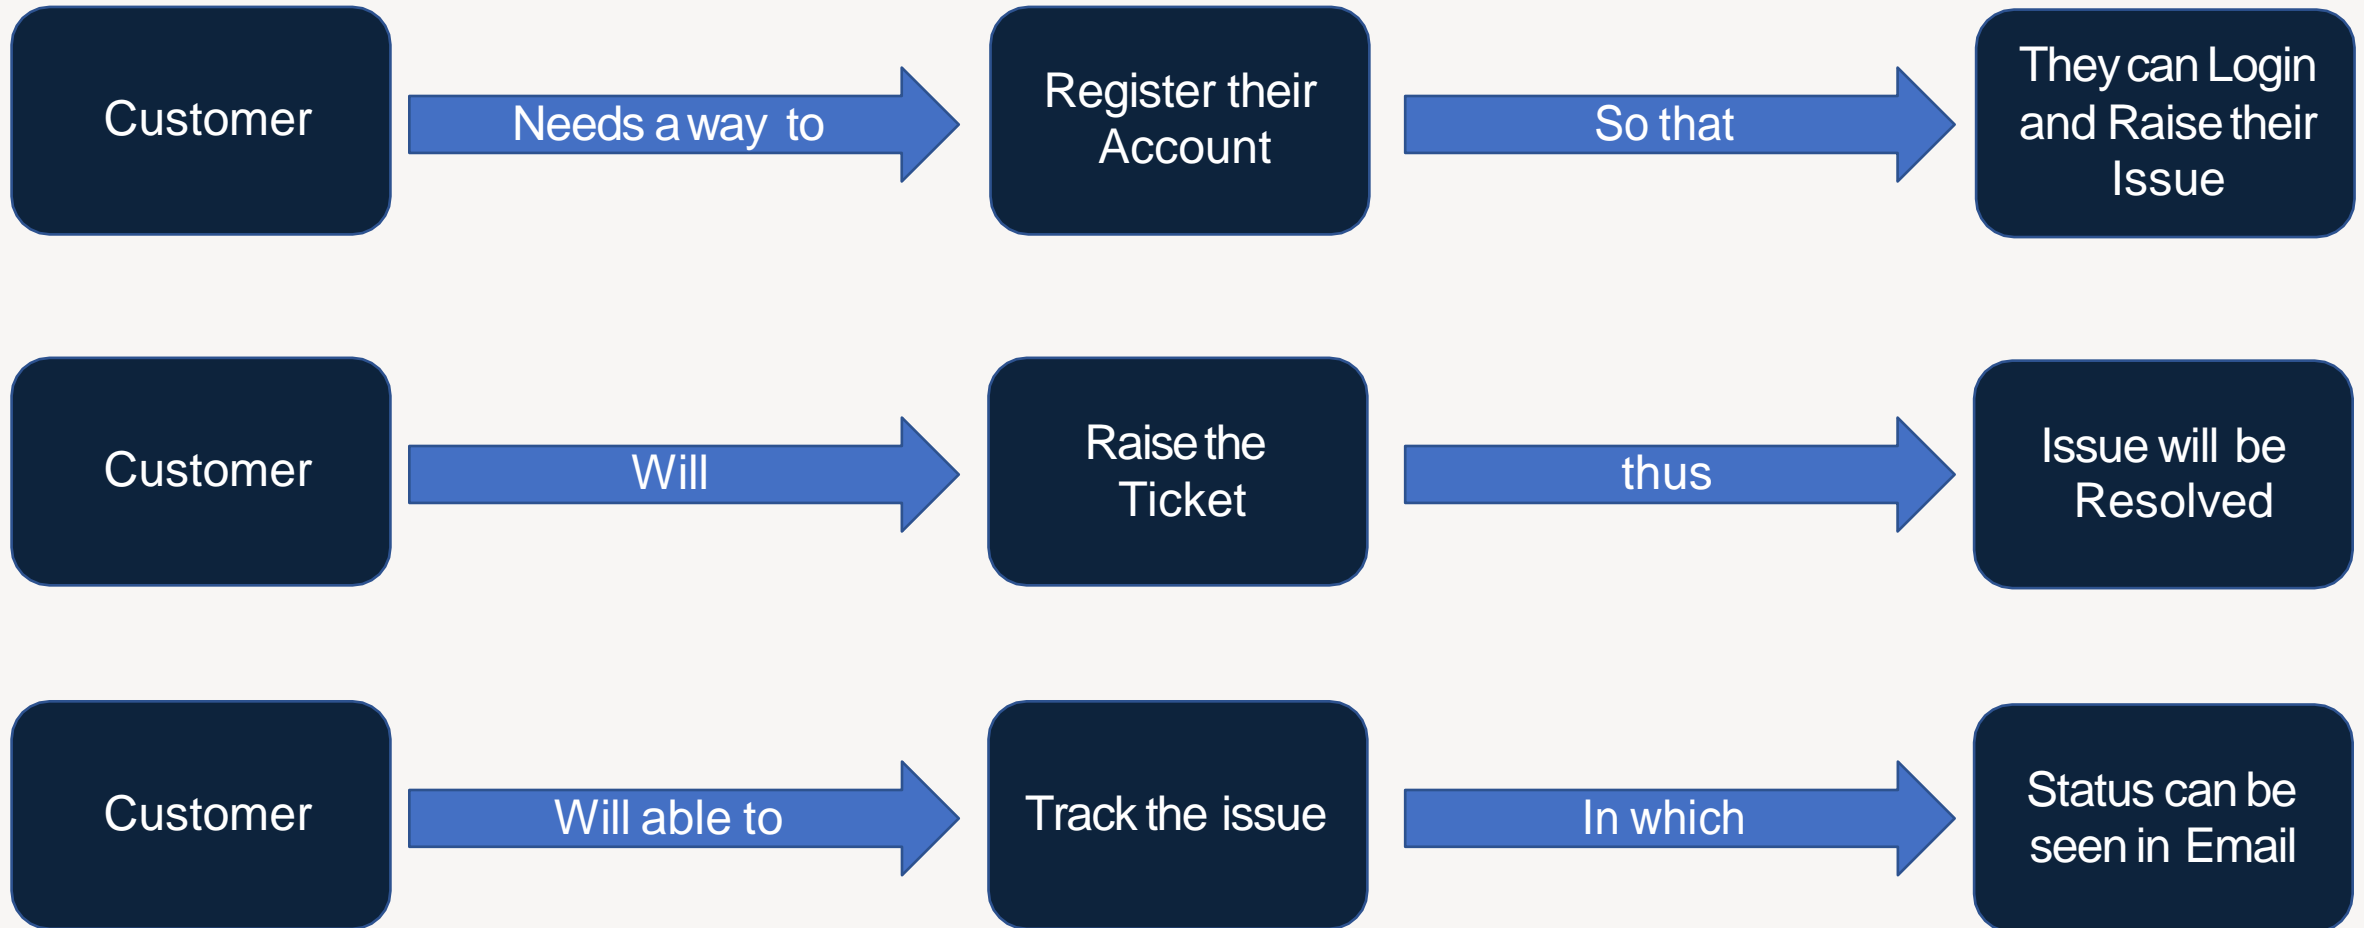 Customer
Needs a way to
Register their
Account
So that
They can Login
and Raise their
Issue
Customer
Will
Raise the
Ticket
thus
Issue will be
Resolved
Customer
Will able to
Track the issue
In which
Status can be
seen in Email